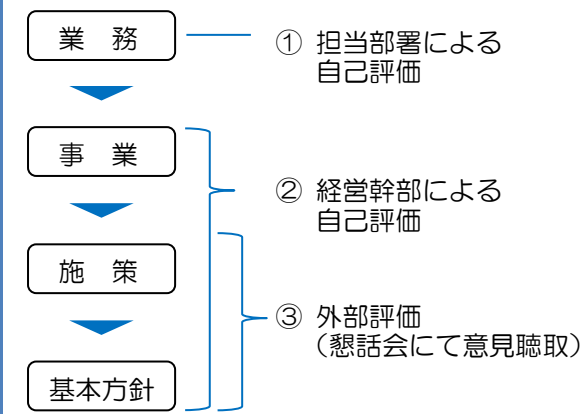 業　務
① 担当部署による
自己評価
事　業
② 経営幹部による
自己評価
施　策
③ 外部評価
（懇話会にて意見聴取）
基本方針